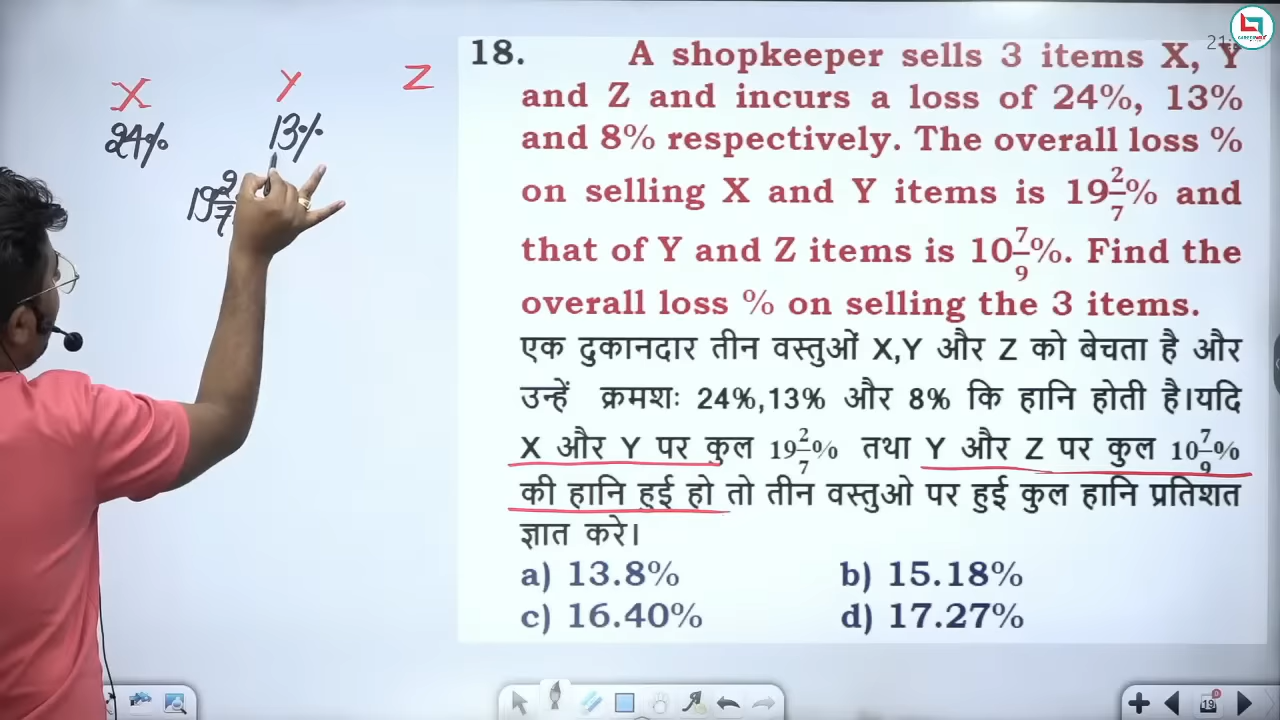 X Y Z
24% 13%
19 2/7
18. A shopkeeper sells 3 items X, Y
and Z and incurs a loss of 24%, 13%
and 8% respectively. The overall loss %
on selling X and Y items is 19 2/7% and
that of Y and Z items is 10 7/9%. Find the
overall loss % on selling the 3 items.
एक दुकानदार तीन वस्तुओं X,Y और Z को बेचता है और
उन्हें क्रमशः 24%,13% और 8% कि हानि होती है।यदि
X और Y पर कुल 19 2/7% तथा Y और Z पर कुल 10 7/9%
की हानि हुई हो तो तीन वस्तुओ पर हुई कुल हानि प्रतिशत
ज्ञात करे।
a) 13.8% b) 15.18%
c) 16.40% d) 17.27%
19